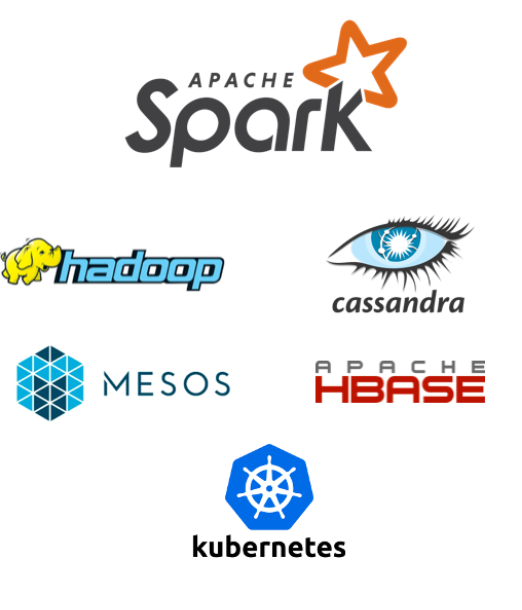 APACHE
Spark
hadoop
cassandra
MESOS
APACHE
HBASE
kubernetes